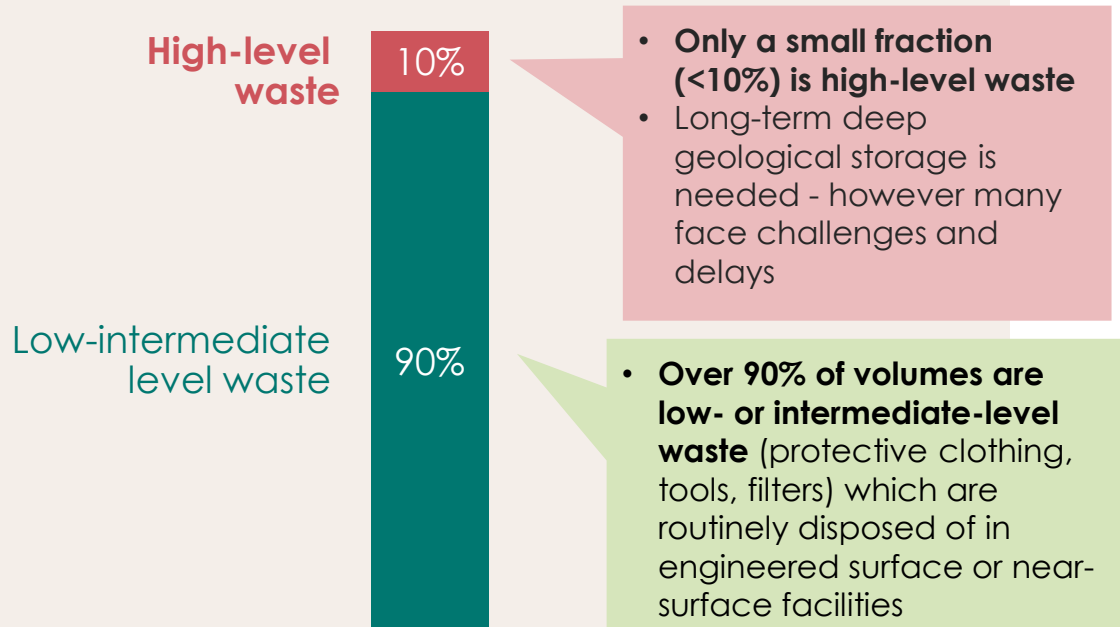 High-level
waste
10%
• Only a small fraction
(<10%) is high-level waste
• Long-term deep
geological storage is
needed - however many
face challenges and
delays
Low-intermediate
level waste
90%
• Over 90% of volumes are
low- or intermediate-level
waste (protective clothing,
tools, filters) which are
routinely disposed of in
engineered surface or near-
surface facilities